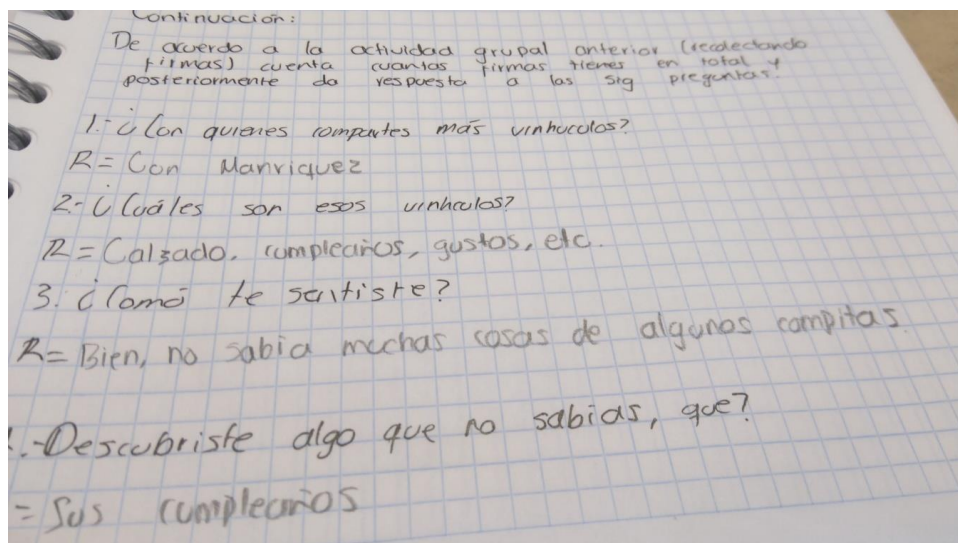 Continuación:
De acuerdo a la actividad grupal anterior (recolectando
firmas) cuenta cuantas firmas tienes en total y
posteriormente da respuesta a las sig preguntas:
1.- ¿Con quienes compartes más vinhuculos?
R = Con Manriquez
2.- ¿Cuáles son esos vinhculos?
R = Calzado, cumpleaños, gustos, etc.
3. ¿Comó te sentiste?
R = Bien, no sabia muchas cosas de algunos compitas.
.-Descubriste algo que no sabias, que?
= Sus cumpleaños